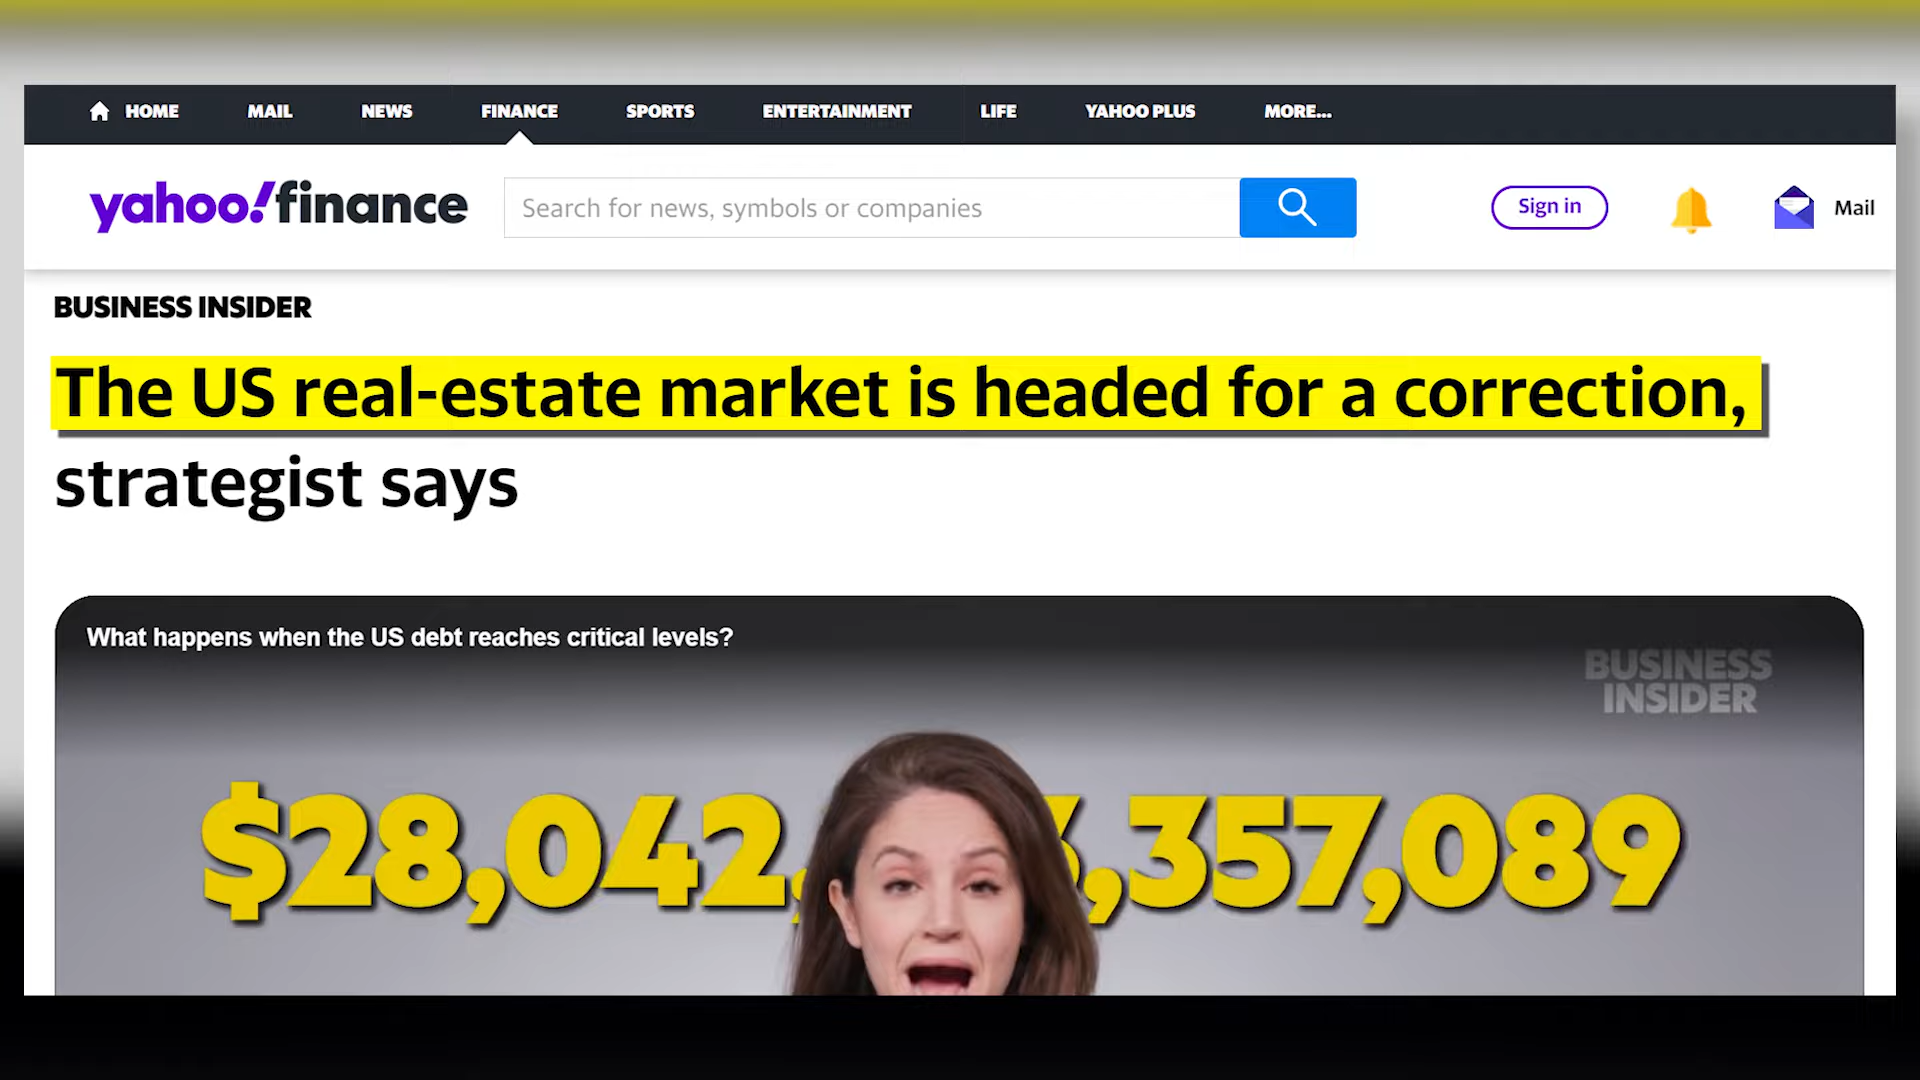 HOME MAIL NEWS FINANCE SPORTS ENTERTAINMENT LIFE YAHOO PLUS MORE...
yahoo!finance Search for news, symbols or companies Sign in Mail
BUSINESS INSIDER
The US real-estate market is headed for a correction,
strategist says
What happens when the US debt reaches critical levels?
BUSINESS
INSIDER
$28,042, ,357,089